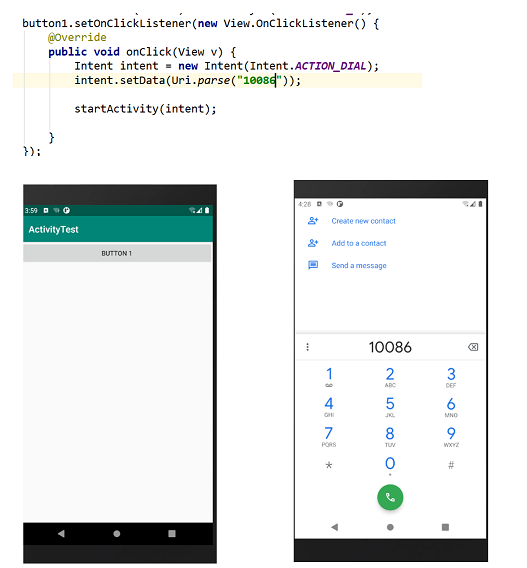 button1.setOnClickListener(new View.OnClickListener() {
@Override
public void onClick(View v) {
Intent intent = new Intent(Intent.ACTION_DIAL);
intent.setData(Uri.parse("10086"));
startActivity(intent);
}
});
3:59
ActivityTest
BUTTON 1
4:28
Create new contact
Add to a contact
Send a message
10086
1 2 3
ABC DEF
4 5 6
GHI JKL MNO
7 8 9
PQRS TUV WXYZ
* 0 #
+